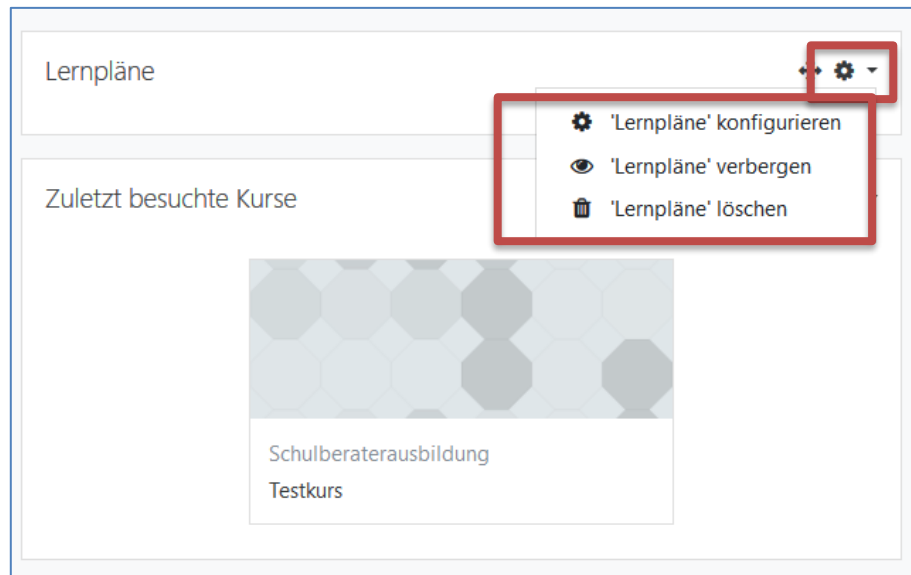 Lernpläne
'Lernpläne' konfigurieren
'Lernpläne' verbergen
'Lernpläne' löschen
Zuletzt besuchte Kurse
Schulberaterausbildung
Testkurs